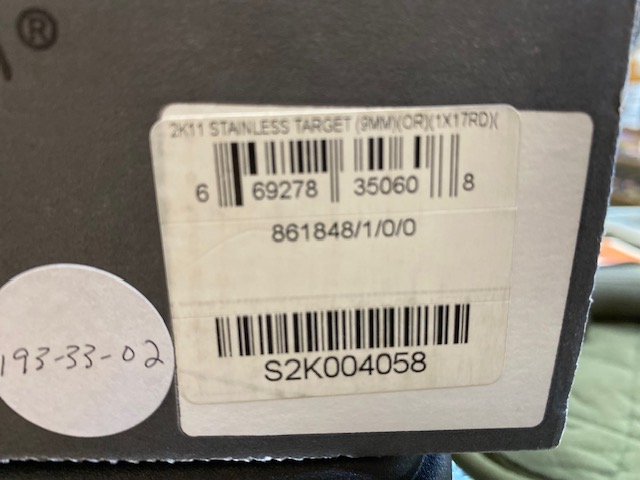 ®
2K11 STAINLESS TARGET (9MM)(OR)(1X17RD)(
6 69278 35060 8
861848/1/0/0
193-33-02
S2K004058